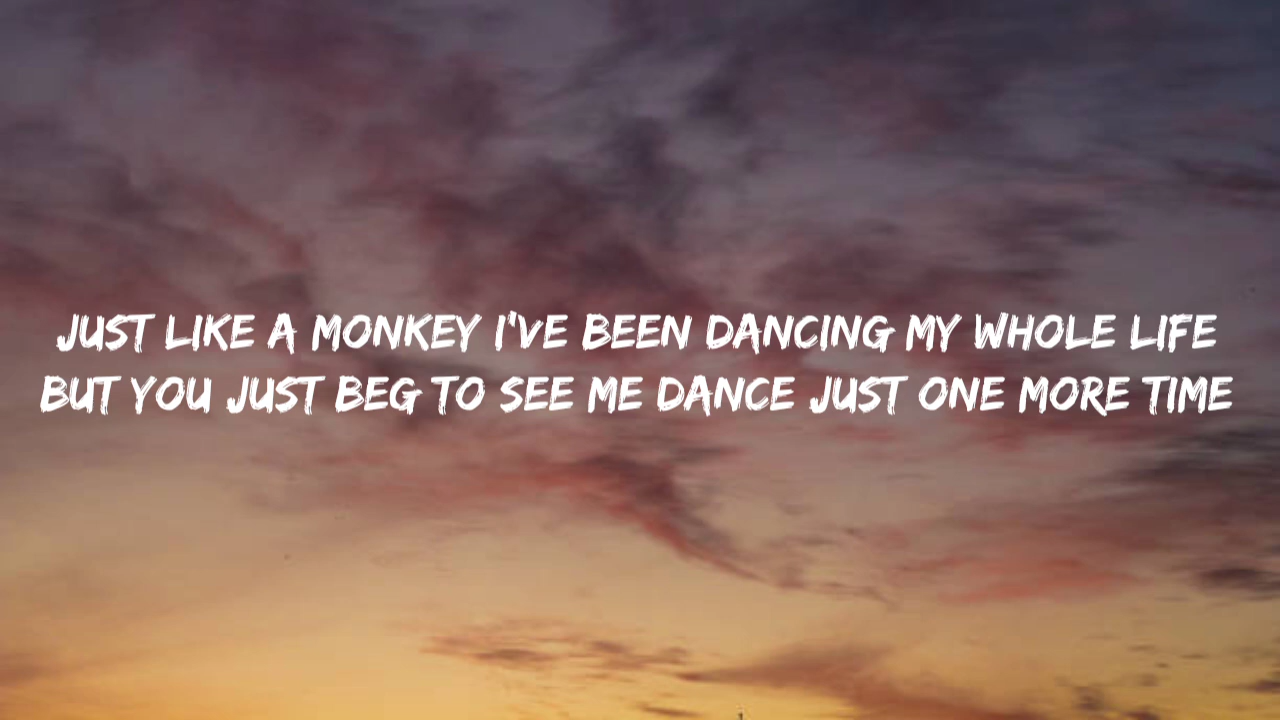 JUST LIKE A MONKEY I'VE BEEN DANCING MY WHOLE LIFE
BUT YOU JUST BEG TO SEE ME DANCE JUST ONE MORE TIME